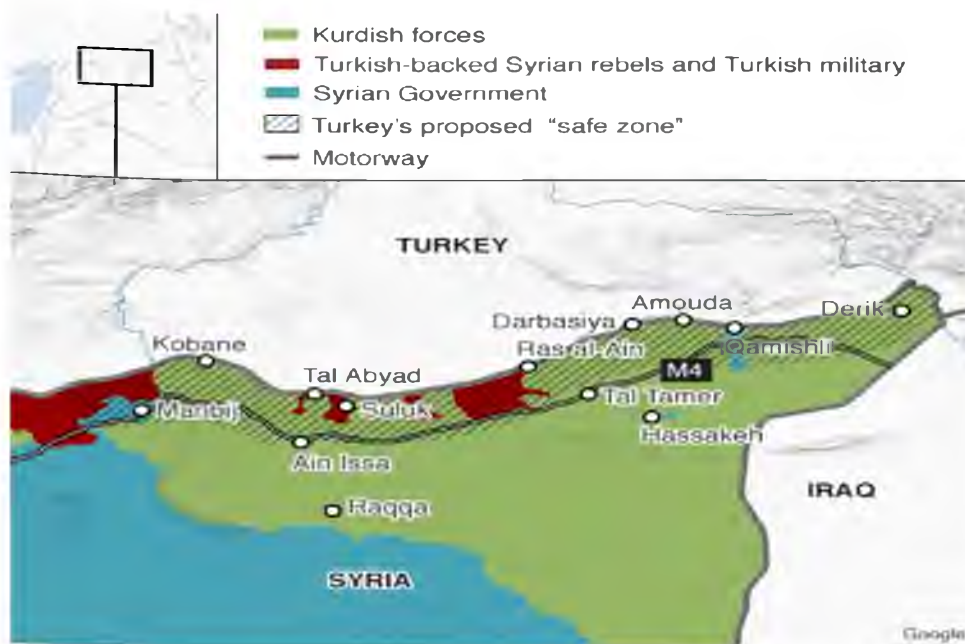 Kurdish forces
Turkish-backed Syrian rebels and Turkish military
Syrian Government
Turkey's proposed "safe zone"
Motorway
TURKEY
Amouda
Derik
Darbasiya
Kobane
Qamishli
Ras al-Ain
Tal Abyad
M4
Manbij
Suluk
Tal Tamer
Hassakeh
Ain Issa
IRAQ
Raqqa
SYRIA
Google